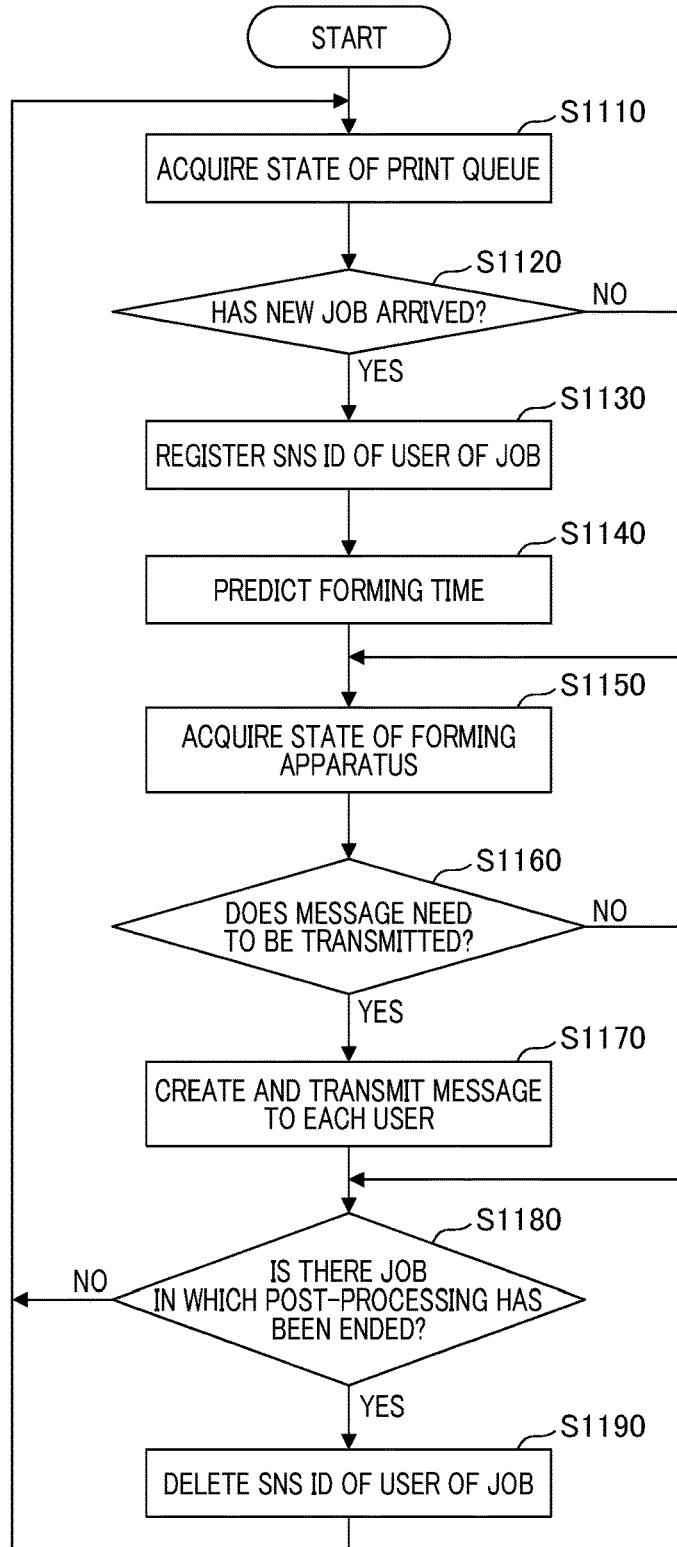 START
S1110
ACQUIRE STATE OF PRINT QUEUE
S1120
HAS NEW JOB ARRIVED?
NO
YES
S1130
REGISTER SNS ID OF USER OF JOB
S1140
PREDICT FORMING TIME
S1150
ACQUIRE STATE OF FORMING
APPARATUS
S1160
DOES MESSAGE NEED
TO BE TRANSMITTED?
NO
YES
S1170
CREATE AND TRANSMIT MESSAGE
TO EACH USER
S1180
IS THERE JOB
IN WHICH POST-PROCESSING HAS
BEEN ENDED?
NO
YES
S1190
DELETE SNS ID OF USER OF JOB